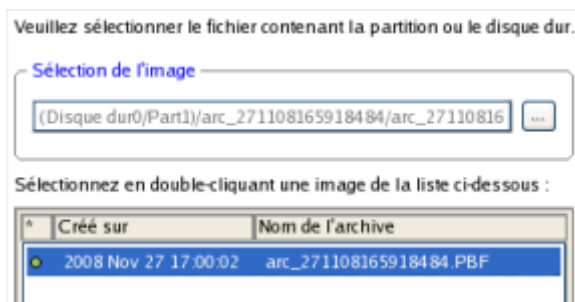 Veuillez sélectionner le fichier contenant la partition ou le disque dur.
Sélection de l'image
(Disque dur0/Part1)/arc_271108165918484/arc_27110816
...
Sélectionnez en double-cliquant une image de la liste ci-dessous :
* Créé sur Nom de l'archive
2008 Nov 27 17:00:02 arc_271108165918484.PBF